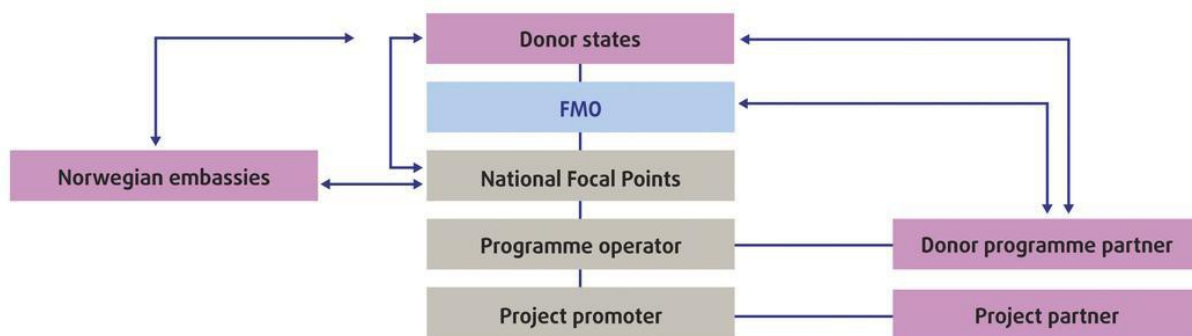 Donor states
FMO
Norwegian embassies
National Focal Points
Programme operator
Donor programme partner
Project promoter
Project partner